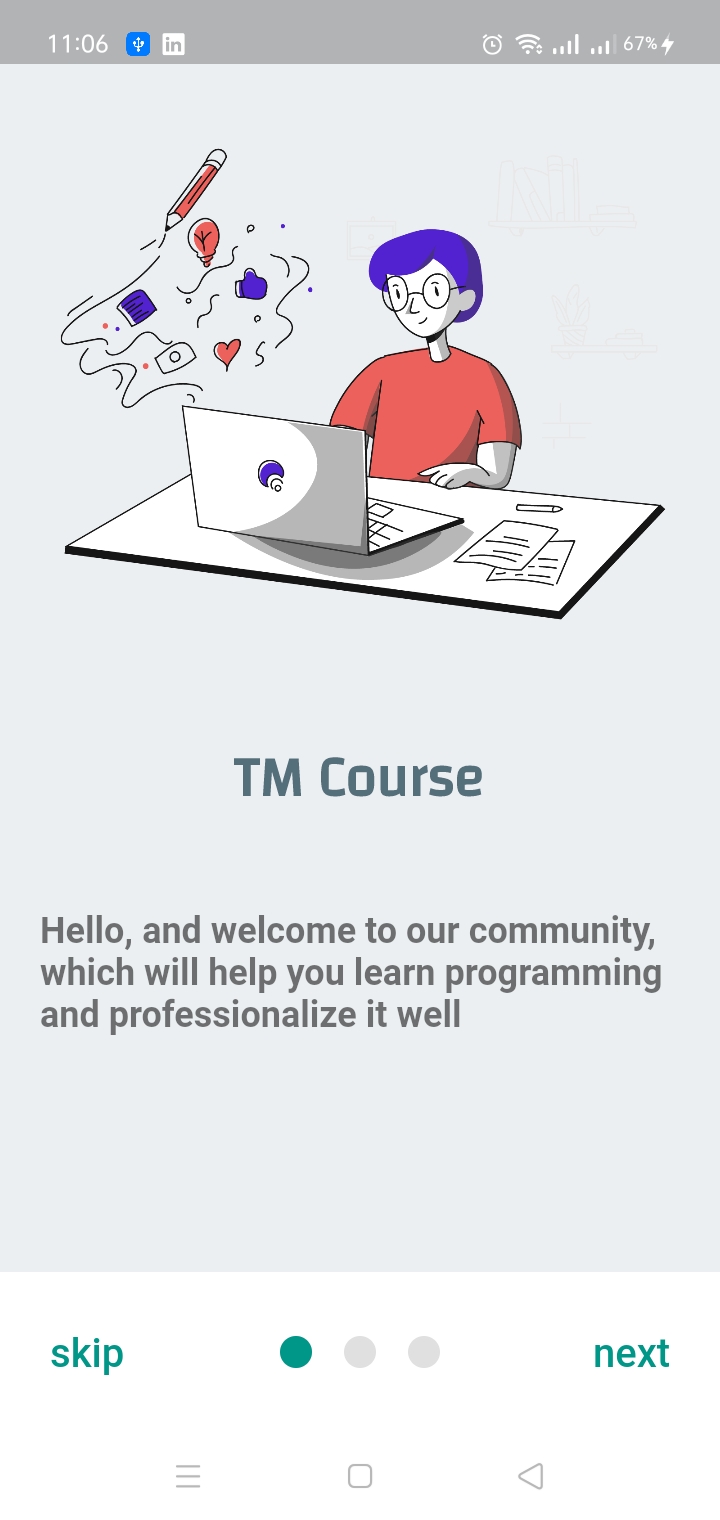 11:06
in
67%
TM Course
Hello, and welcome to our community,
which will help you learn programming
and professionalize it well
skip
next